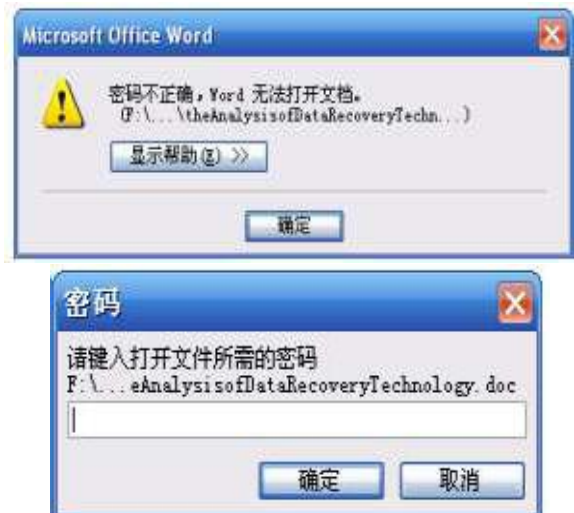 Microsoft Office Word
密码不正确，Word 无法打开文档。
(F:\...\theAnalysisofDataRecoveryTechn...)
显示帮助(E) >>
确定
密码
请键入打开文件所需的密码
F:\...eAnalysisofDataRecoveryTechnology.doc
确定
取消